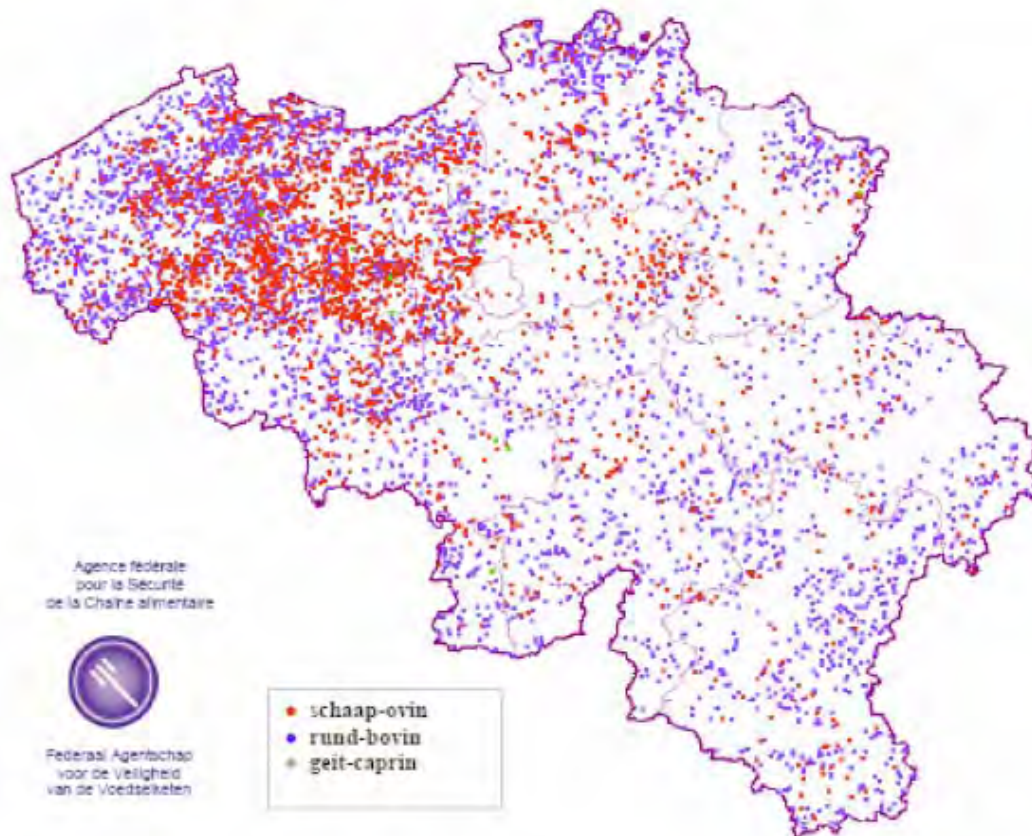 Agence fédérale
pour la Sécurité
de la Chaîne alimentaire
Federaal Agentschap
voor de Veiligheid
van de Voedselketen
schaap-ovin
rund-bovin
geit-caprin